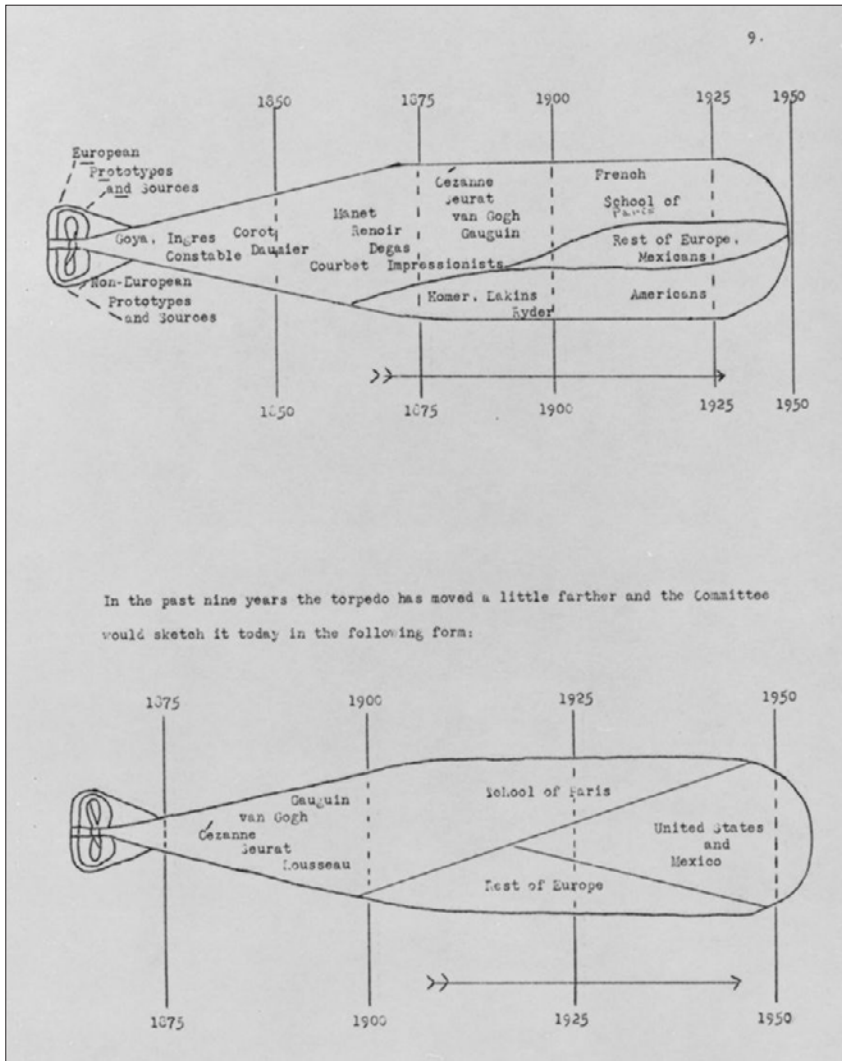 9.
1850 1875 1900 1925 1950
European
Prototypes
and Sources
Cézanne
Seurat
van Gogh
Gauguin
French
School of
Paris
Manet
Renoir
Degas
Courbet Impressionists
Corot
Daumier
Goya, Ingres
Constable
Rest of Europe,
Mexicans
Non-European
Prototypes
and Sources
Homer, Eakins
Ryder
Americans
1850 1875 1900 1925 1950
In the past nine years the torpedo has moved a little farther and the Committee
would sketch it today in the following form:
1875 1900 1925 1950
Gauguin
van Gogh
Cézanne
Seurat
Rousseau
School of Paris
United States
and
Mexico
Rest of Europe
1875 1900 1925 1950